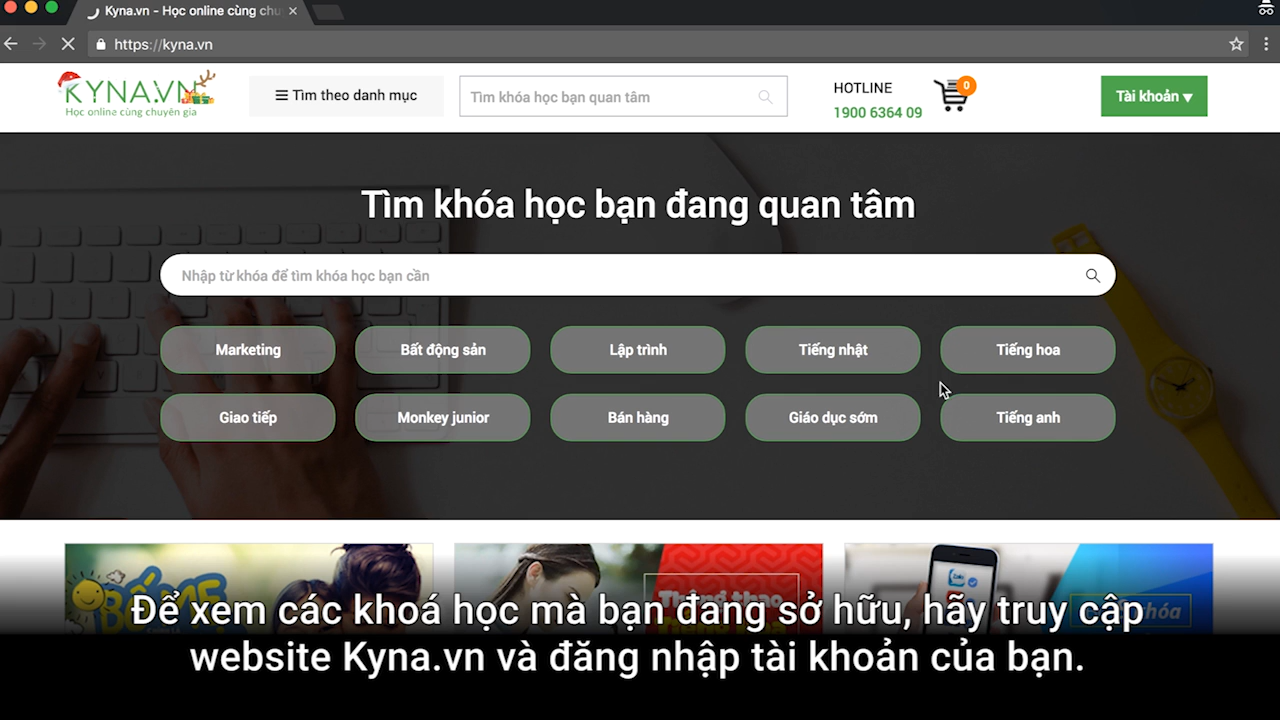 Kyna.vn - Học online cùng chu
https://kyna.vn
KYNA.VN
Học online cùng chuyên gia
Tìm theo danh mục
Tìm khóa học bạn quan tâm
HOTLINE
1900 6364 09
0
Tài khoản
Tìm khóa học bạn đang quan tâm
Nhập từ khóa để tìm khóa học bạn cần
Marketing
Bất động sản
Lập trình
Tiếng nhật
Tiếng hoa
Giao tiếp
Monkey junior
Bán hàng
Giáo dục sớm
Tiếng anh
BỐ MẸ
Để xem các khoá học mà bạn đang sở hữu, hãy truy cập
website Kyna.vn và đăng nhập tài khoản của bạn.